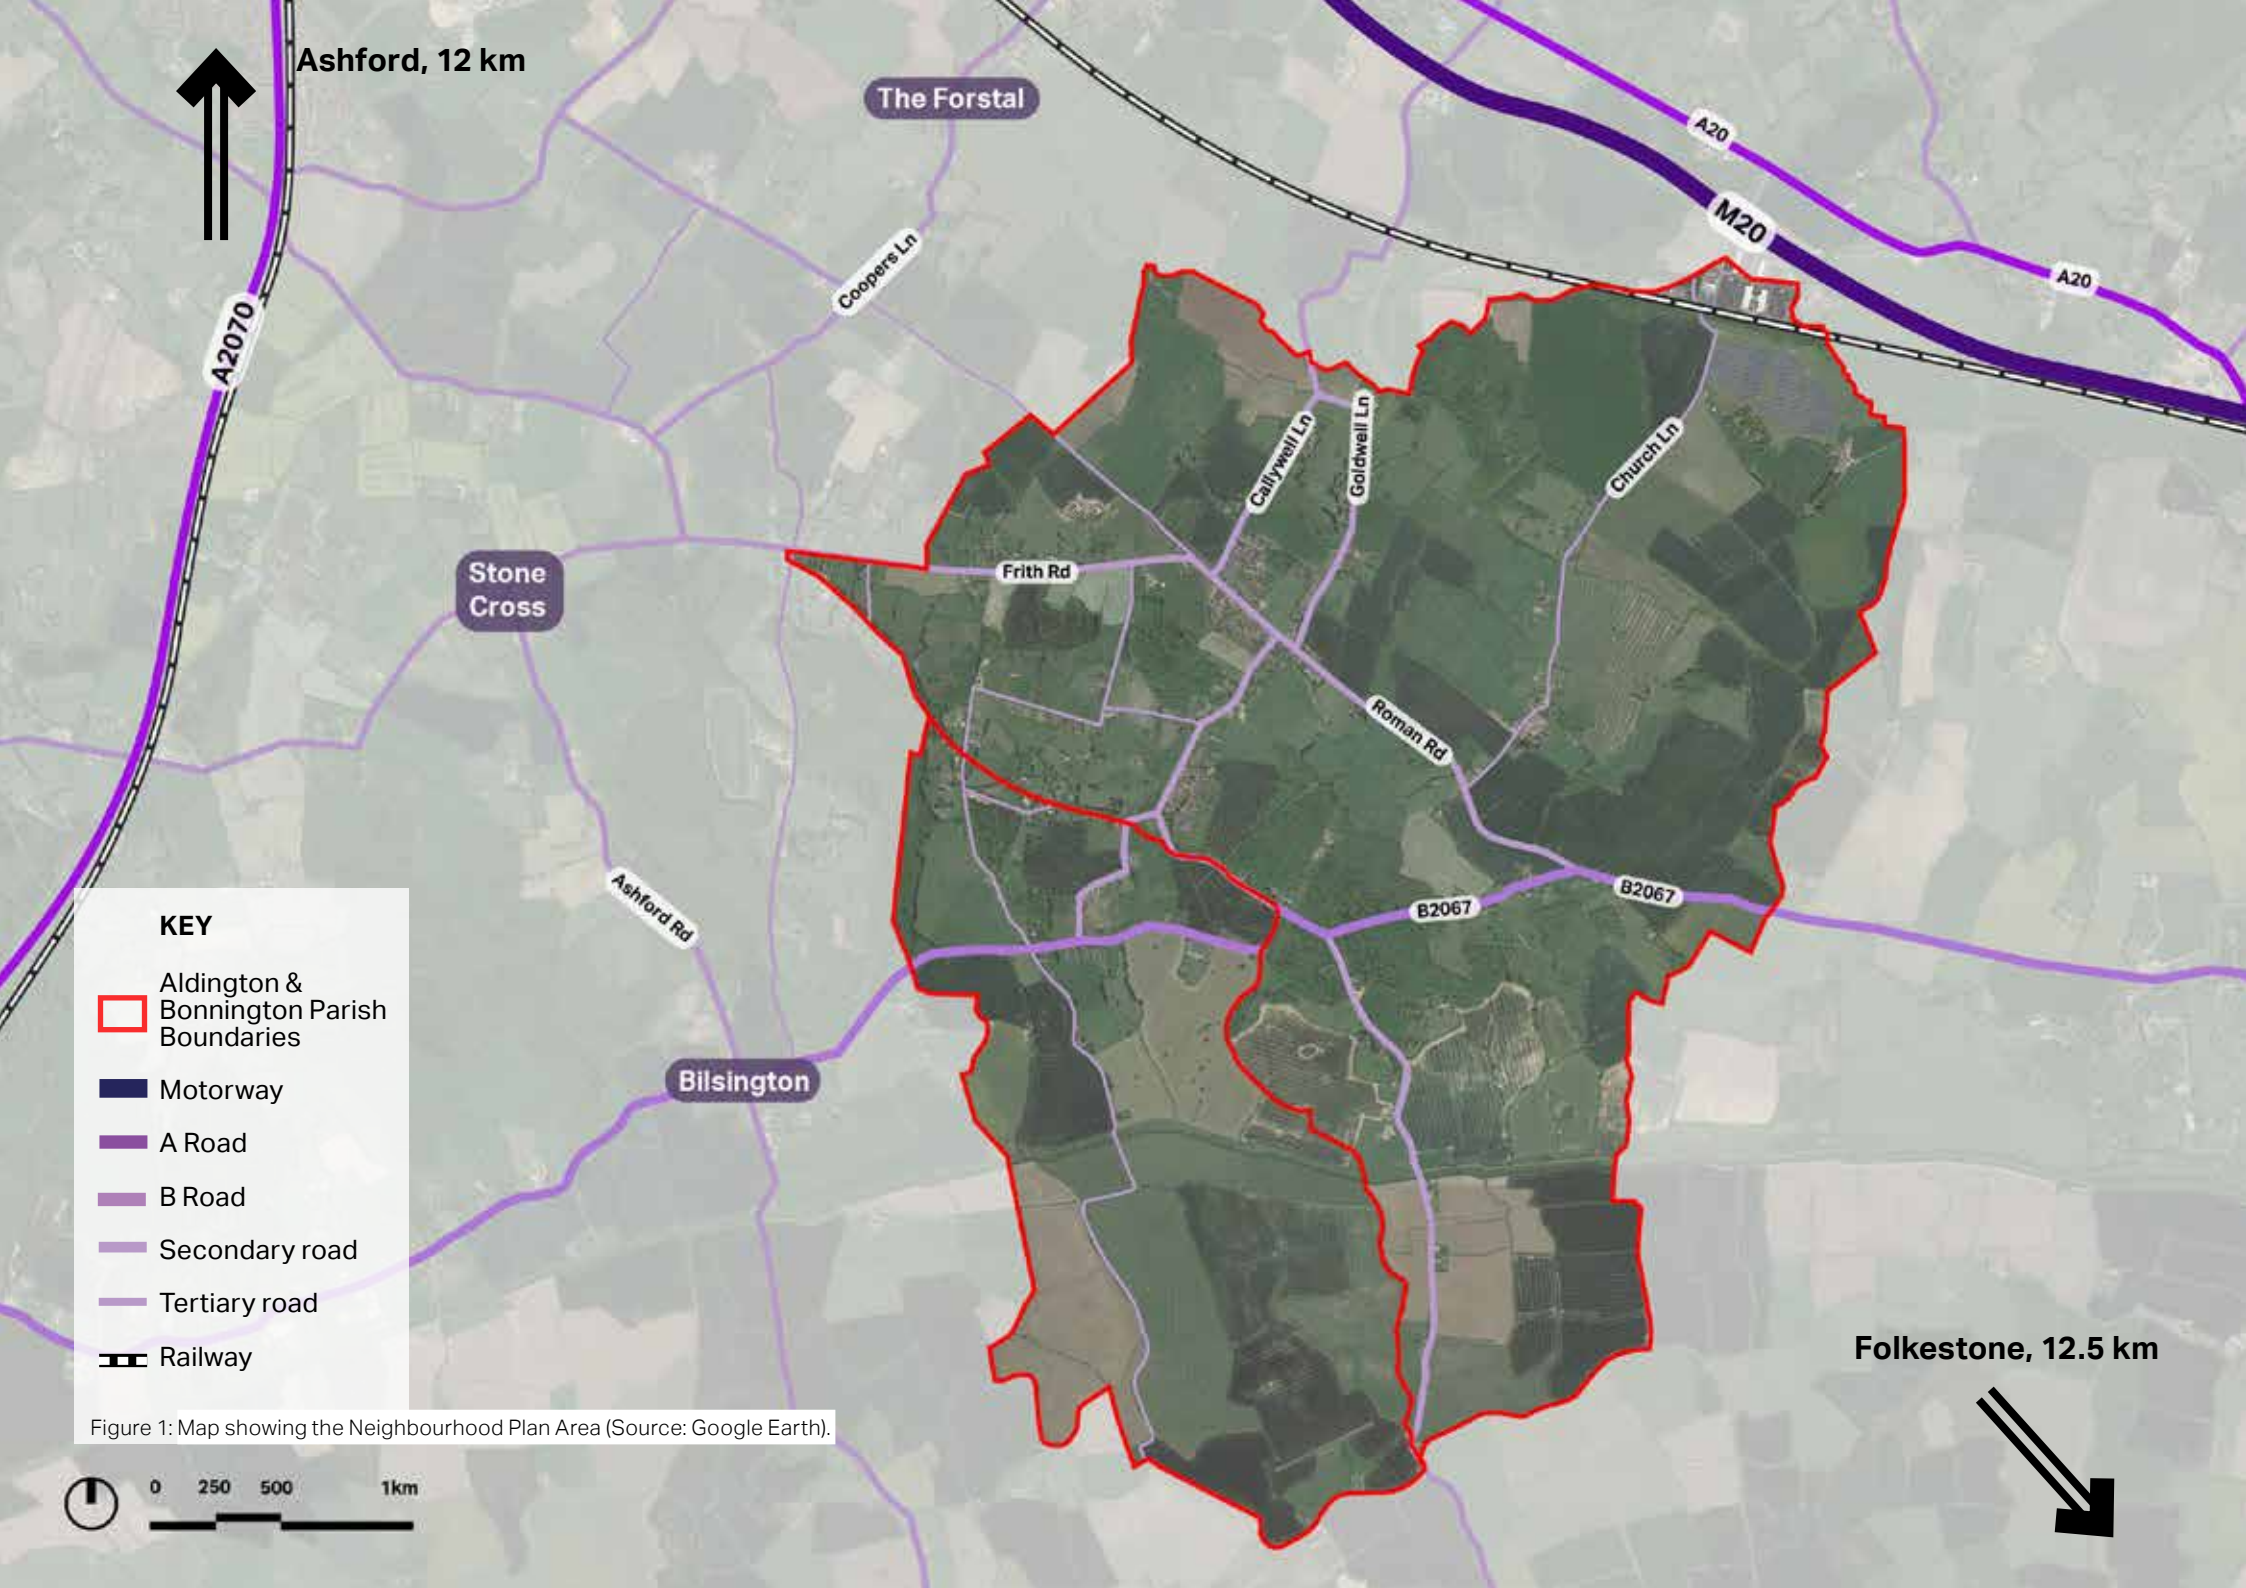 Ashford, 12 km
The Forstal
A20
M20
A20
Coopers Ln
A2070
Callywell Ln
Goldwell Ln
Church Ln
Frith Rd
Stone
Cross
Roman Rd
Ashford Rd
B2067
B2067
Bilsington
KEY
Aldington &
Bonnington Parish
Boundaries
Motorway
A Road
B Road
Secondary road
Tertiary road
Railway
Folkestone, 12.5 km
Figure 1: Map showing the Neighbourhood Plan Area (Source: Google Earth).
0 250 500 1km